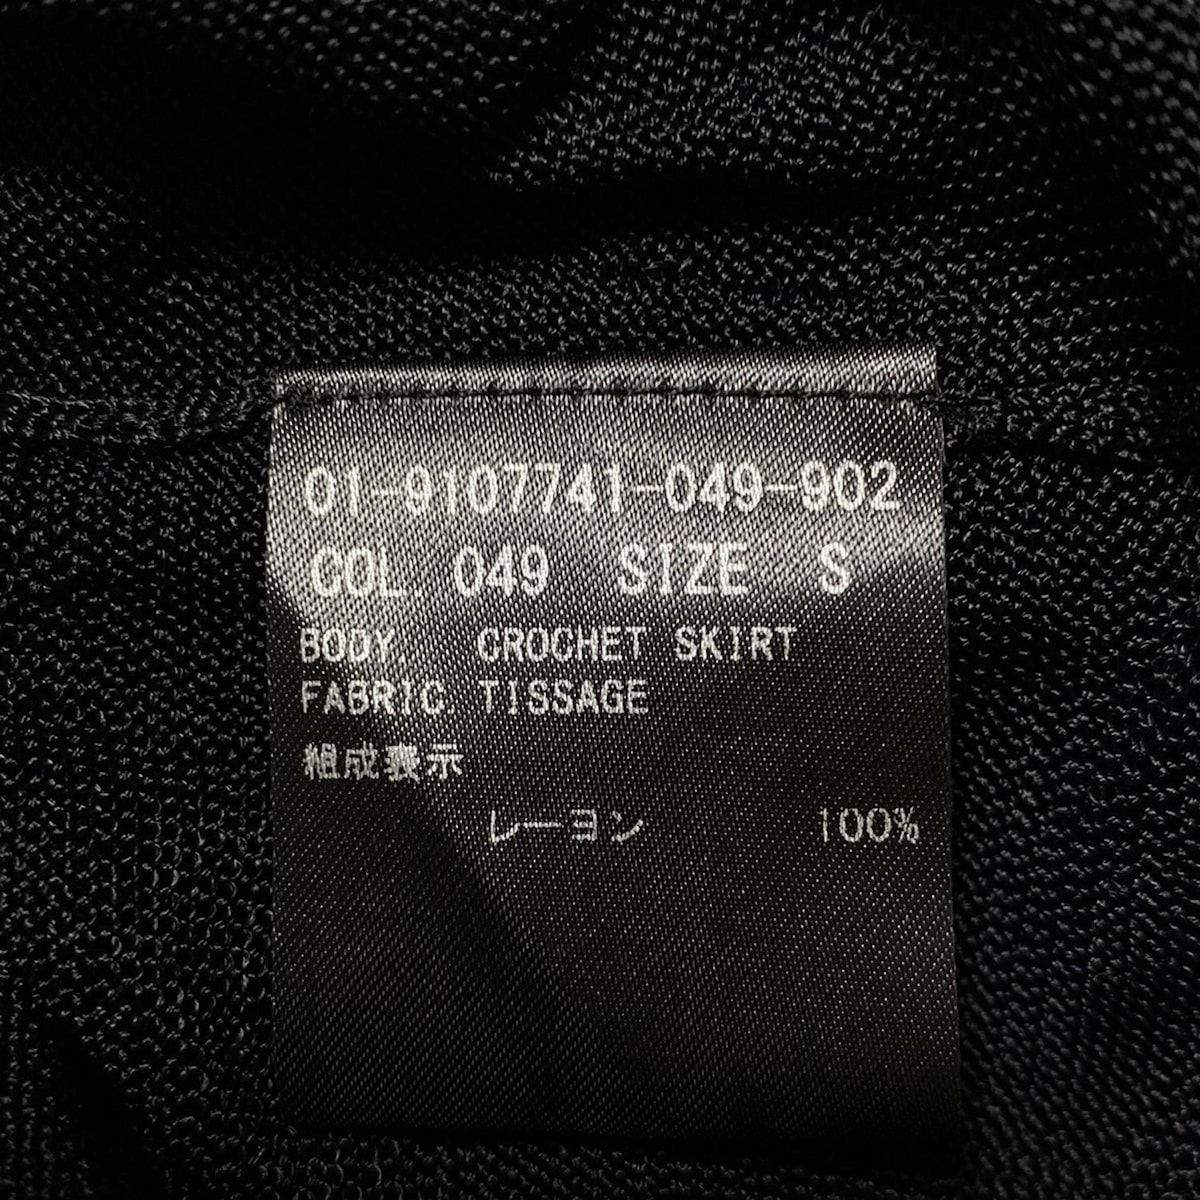 01-9107741-049-902
COL. 049 SIZE S
BODY. CROCHET SKIRT
FABRIC TISSAGE
組成表示
レーヨン 100%